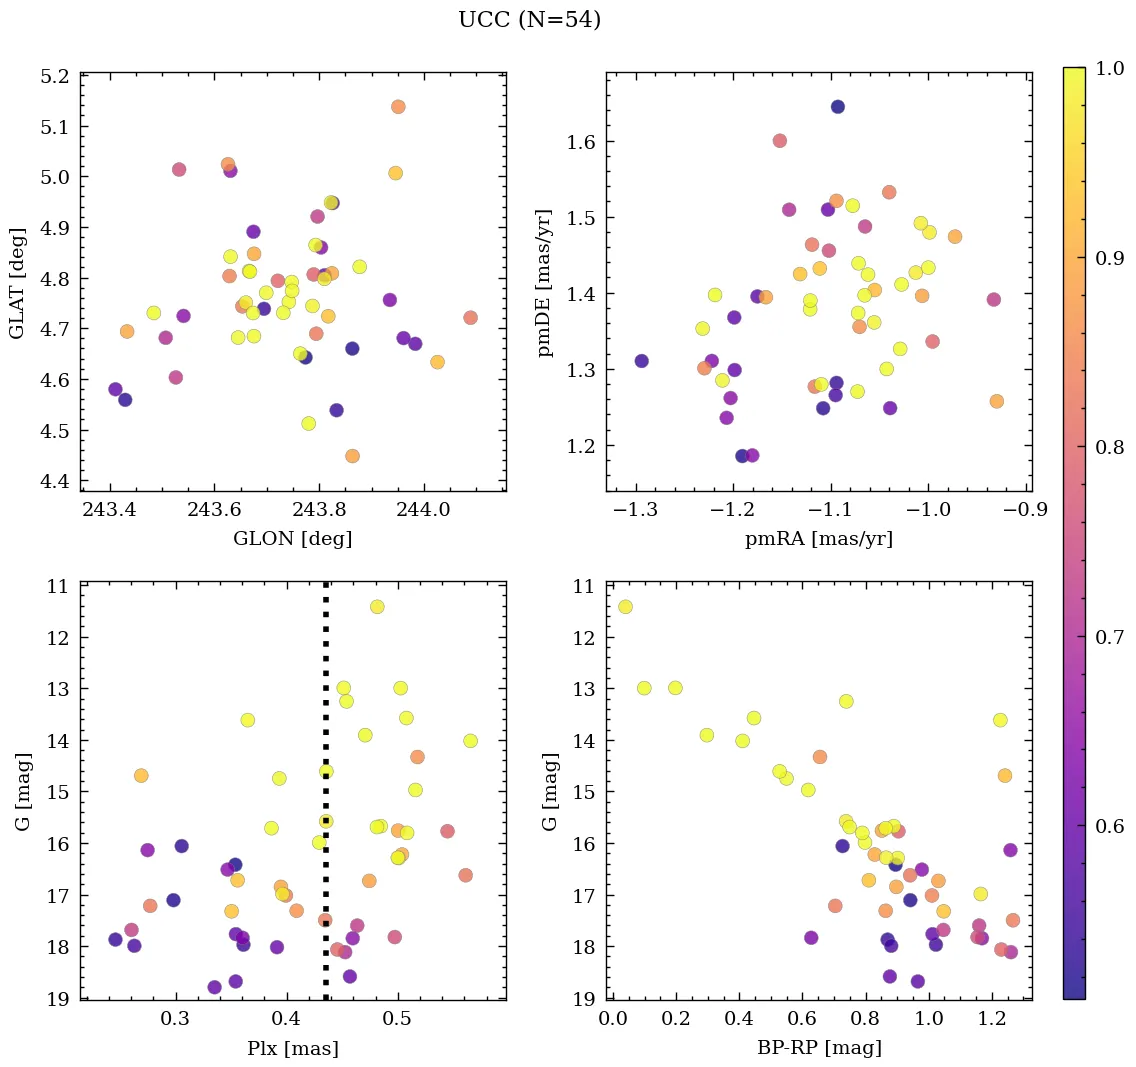 UCC (N=54)
5.2
5.1
5.0
4.9
4.8
4.7
4.6
4.5
4.4
GLAT [deg]
243.4 243.6 243.8 244.0
GLON [deg]
1.6
1.5
1.4
1.3
1.2
pmDE [mas/yr]
−1.3 −1.2 −1.1 −1.0 −0.9
pmRA [mas/yr]
11
12
13
14
15
16
17
18
19
G [mag]
0.3 0.4 0.5
Plx [mas]
11
12
13
14
15
16
17
18
19
G [mag]
0.0 0.2 0.4 0.6 0.8 1.0 1.2
BP-RP [mag]
1.0
0.9
0.8
0.7
0.6